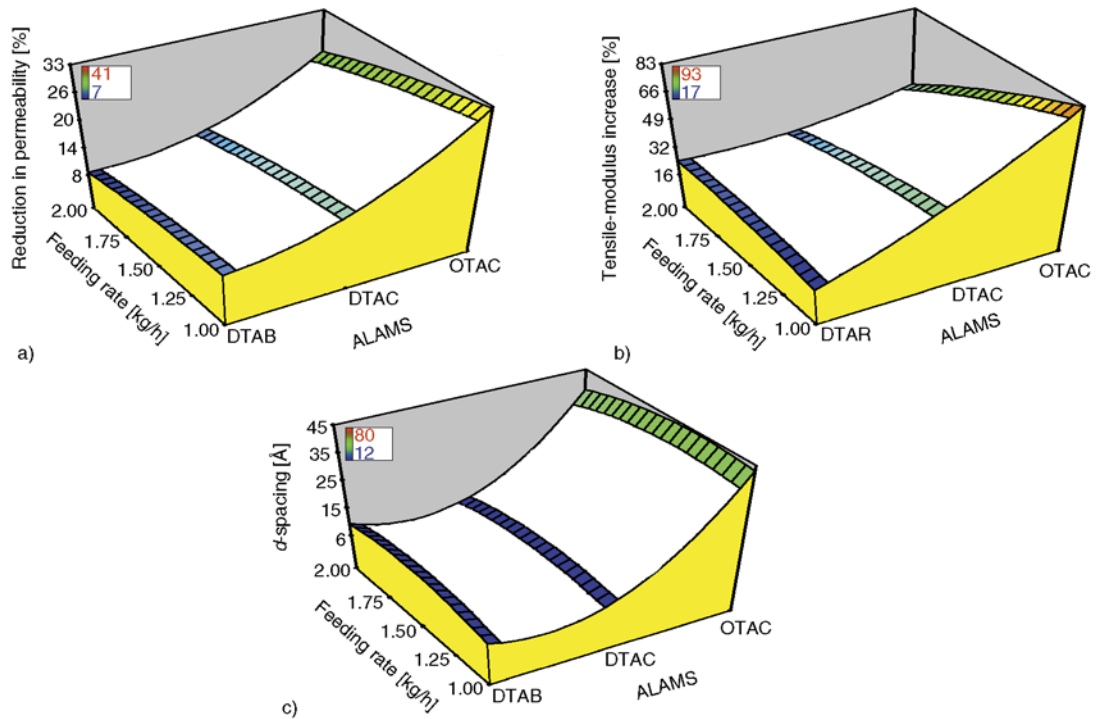 Reduction in permeability [%]
33
26
20
14
8
41
7
2.00
1.75
1.50
1.25
1.00
Feeding rate [kg/h]
DTAB
DTAC
OTAC
ALAMS
a)
Tensile-modulus increase [%]
83
66
49
32
16
93
17
2.00
1.75
1.50
1.25
1.00
Feeding rate [kg/h]
DTAR
DTAC
OTAC
ALAMS
b)
d-spacing [Å]
45
35
25
15
6
80
12
2.00
1.75
1.50
1.25
1.00
Feeding rate [kg/h]
DTAB
DTAC
OTAC
ALAMS
c)